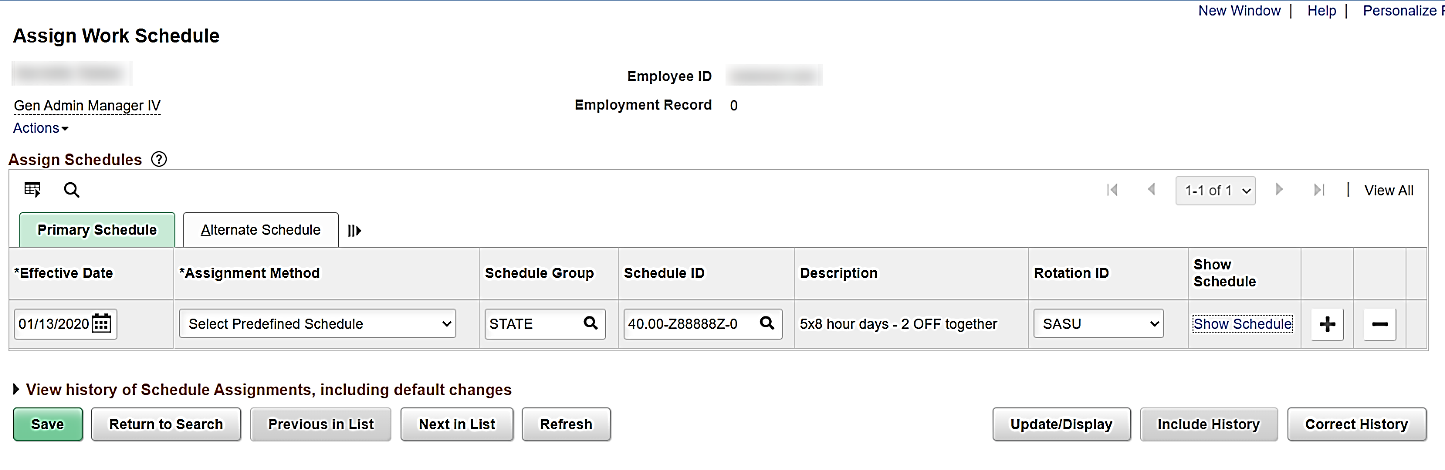 New Window | Help | Personalize
Assign Work Schedule
Employee ID
Gen Admin Manager IV
Employment Record 0
Actions
Assign Schedules
1-1 of 1 | View All
Primary Schedule Alternate Schedule
*Effective Date *Assignment Method Schedule Group Schedule ID Description Rotation ID Show Schedule
01/13/2020 Select Predefined Schedule STATE 40.00-Z88888Z-0 5x8 hour days - 2 OFF together SASU Show Schedule
View history of Schedule Assignments, including default changes
Save Return to Search Previous in List Next in List Refresh Update/Display Include History Correct History